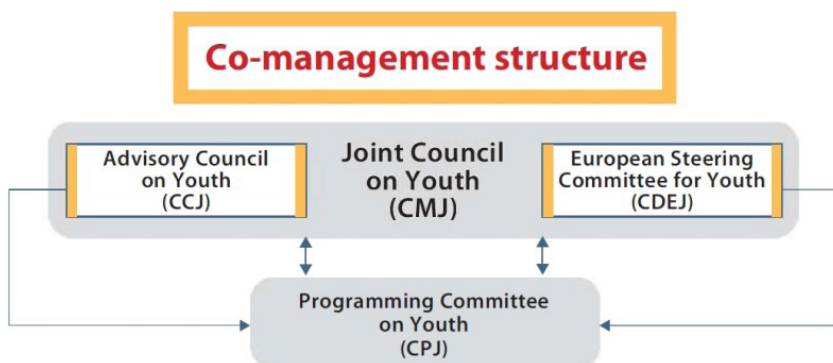 Co-management structure
Advisory Council
on Youth
(CCJ)
Joint Council
on Youth
(CMJ)
European Steering
Committee for Youth
(CDEJ)
Programming Committee
on Youth
(CPJ)